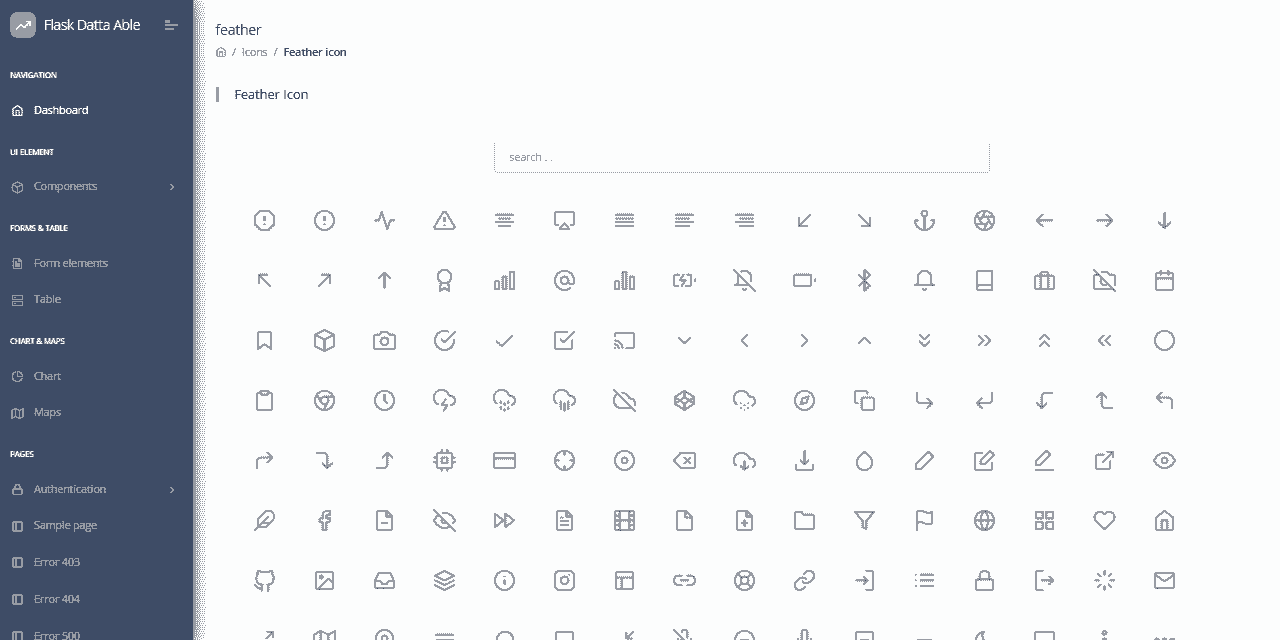 Flask Datta Able
NAVIGATION
Dashboard
UI ELEMENT
Components
FORMS & TABLE
Form elements
Table
CHART & MAPS
Chart
Maps
PAGES
Authentication
Sample page
Error 403
Error 404
Error 500
feather
/ Icons / Feather icon
Feather Icon
search . .